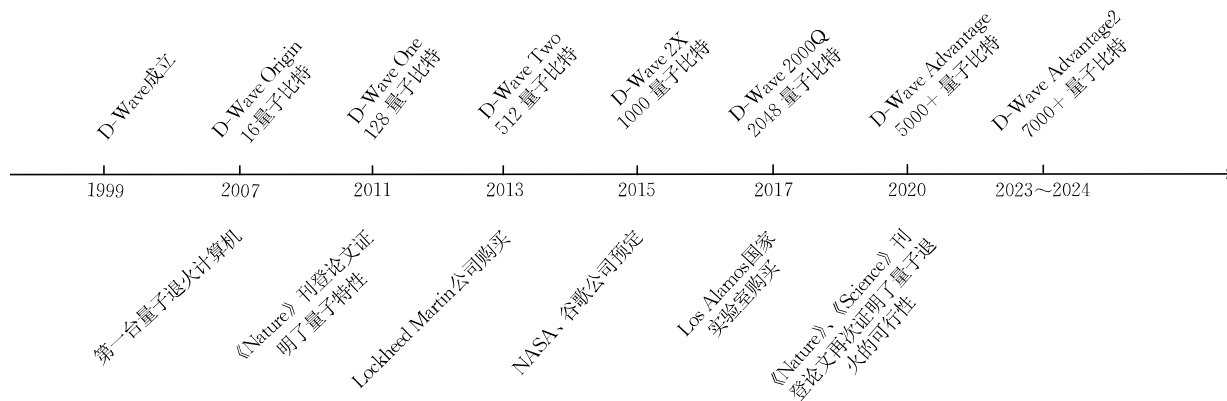 D-Wave成立
D-Wave Origin
16量子比特
D-Wave One
128 量子比特
D-Wave Two
512 量子比特
D-Wave 2X
1000 量子比特
D-Wave 2000Q
2048 量子比特
D-Wave Advantage
5000+ 量子比特
D-Wave Advantage2
7000+ 量子比特
1999
2007
2011
2013
2015
2017
2020
2023～2024
第一台量子退火计算机
《Nature》刊登论文证
明了量子特性
Lockheed Martin公司购买
NASA、谷歌公司预定
Los Alamos国家
实验室购买
《Nature》、《Science》刊
登论文再次证明了量子退
火的可行性